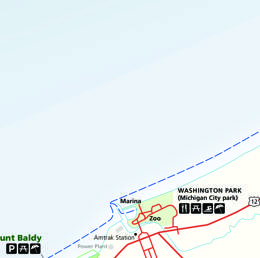 WASHINGTON PARK
(Michigan City park)
Marina
12
Zoo
unt Baldy
Amtrak Station
Power Plant
P